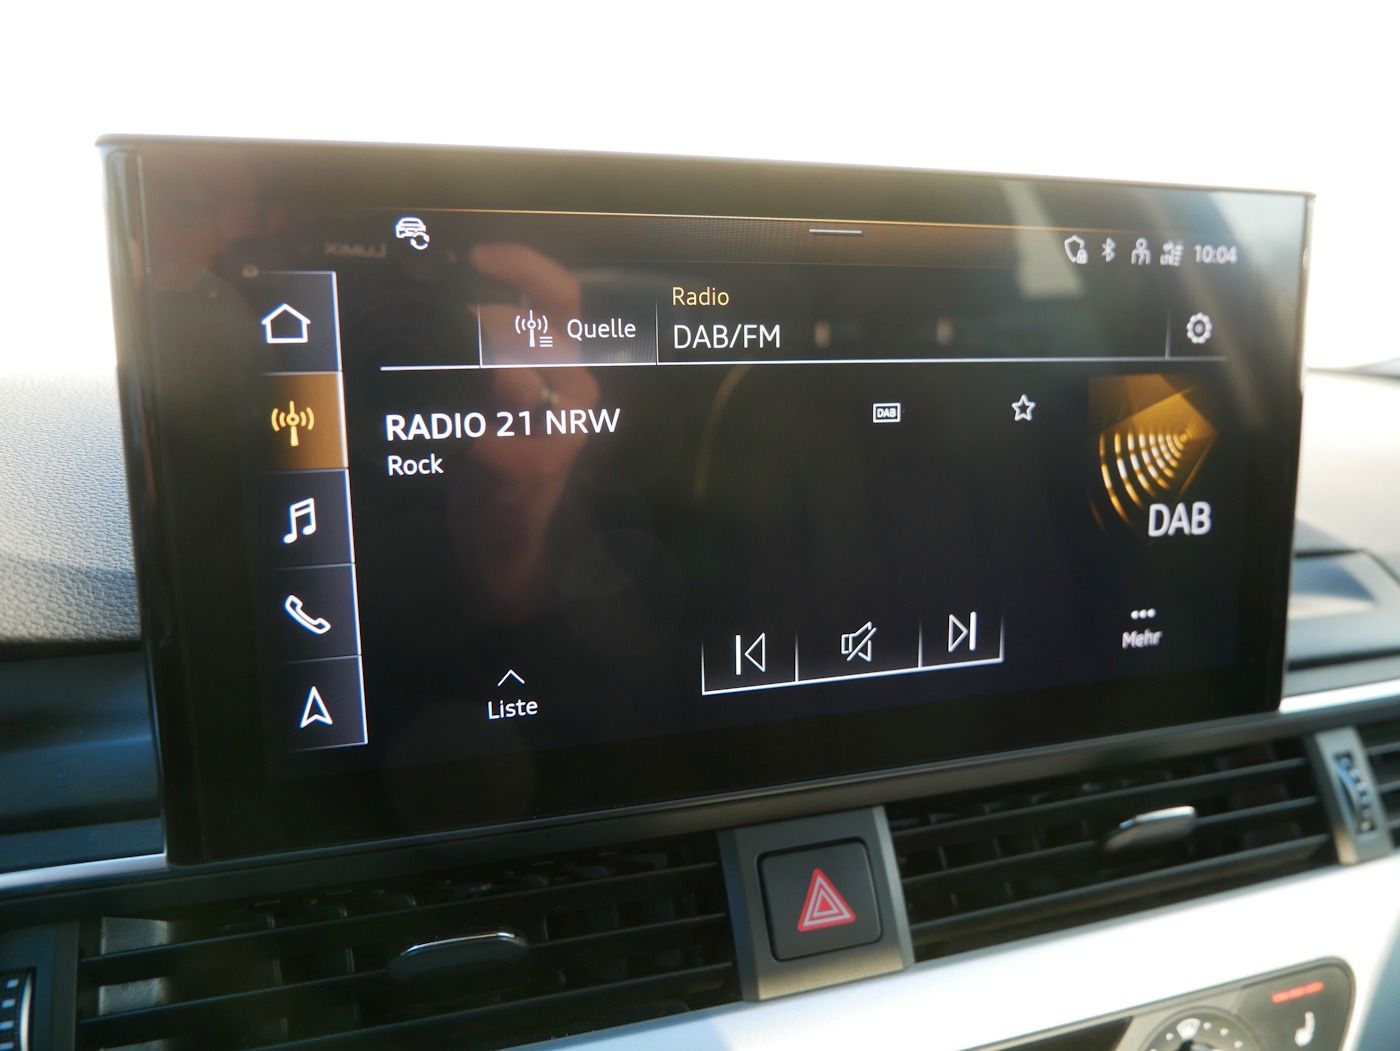 10:04
Radio
Quelle
DAB/FM
RADIO 21 NRW
DAB
Rock
DAB
Mehr
Liste